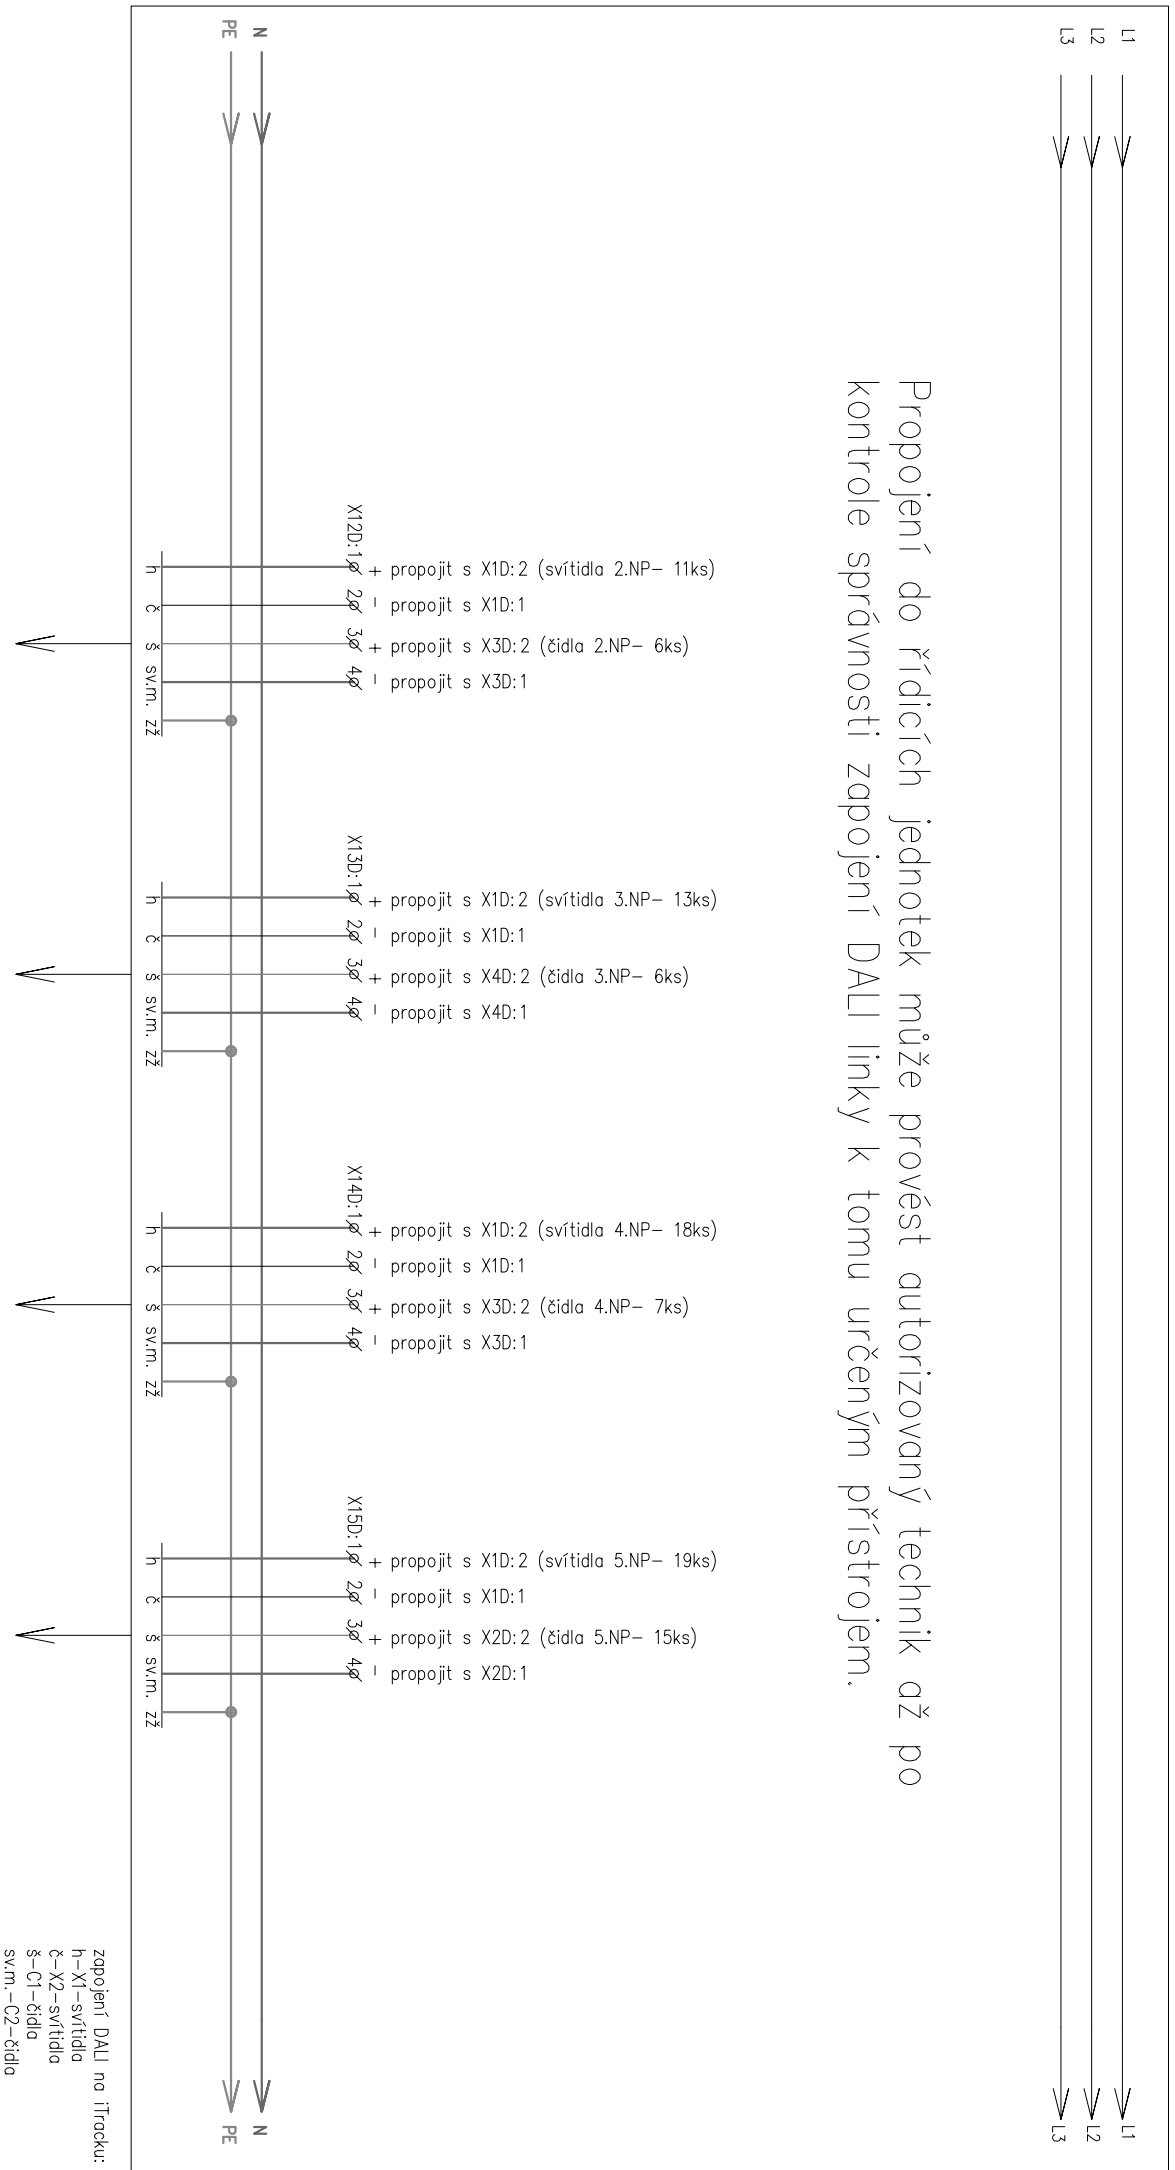 L1
L2
L3
L1
L2
L3
Propojení do řídicích jednotek může provést autorizovaný technik až po
kontrole správnosti zapojení DALI linky k tomu určeným přístrojem.
X12D:1 + propojit s X1D:2 (svítidla 2.NP– 11ks)
2 - propojit s X1D:1
3 + propojit s X3D:2 (čidla 2.NP– 6ks)
4 - propojit s X3D:1
X13D:1 + propojit s X1D:2 (svítidla 3.NP– 13ks)
2 - propojit s X1D:1
3 + propojit s X4D:2 (čidla 3.NP– 6ks)
4 - propojit s X4D:1
X14D:1 + propojit s X1D:2 (svítidla 4.NP– 18ks)
2 - propojit s X1D:1
3 + propojit s X3D:2 (čidla 4.NP– 7ks)
4 - propojit s X3D:1
X15D:1 + propojit s X1D:2 (svítidla 5.NP– 19ks)
2 - propojit s X1D:1
3 + propojit s X2D:2 (čidla 5.NP– 15ks)
4 - propojit s X2D:1
N
PE
N
PE
h č š sv.m. zž
h č š sv.m. zž
h č š sv.m. zž
h č š sv.m. zž
zapojení DALI na iTracku:
h–X1–svítidla
č–X2–svítidla
š–C1–čidla
sv.m.–C2–čidla